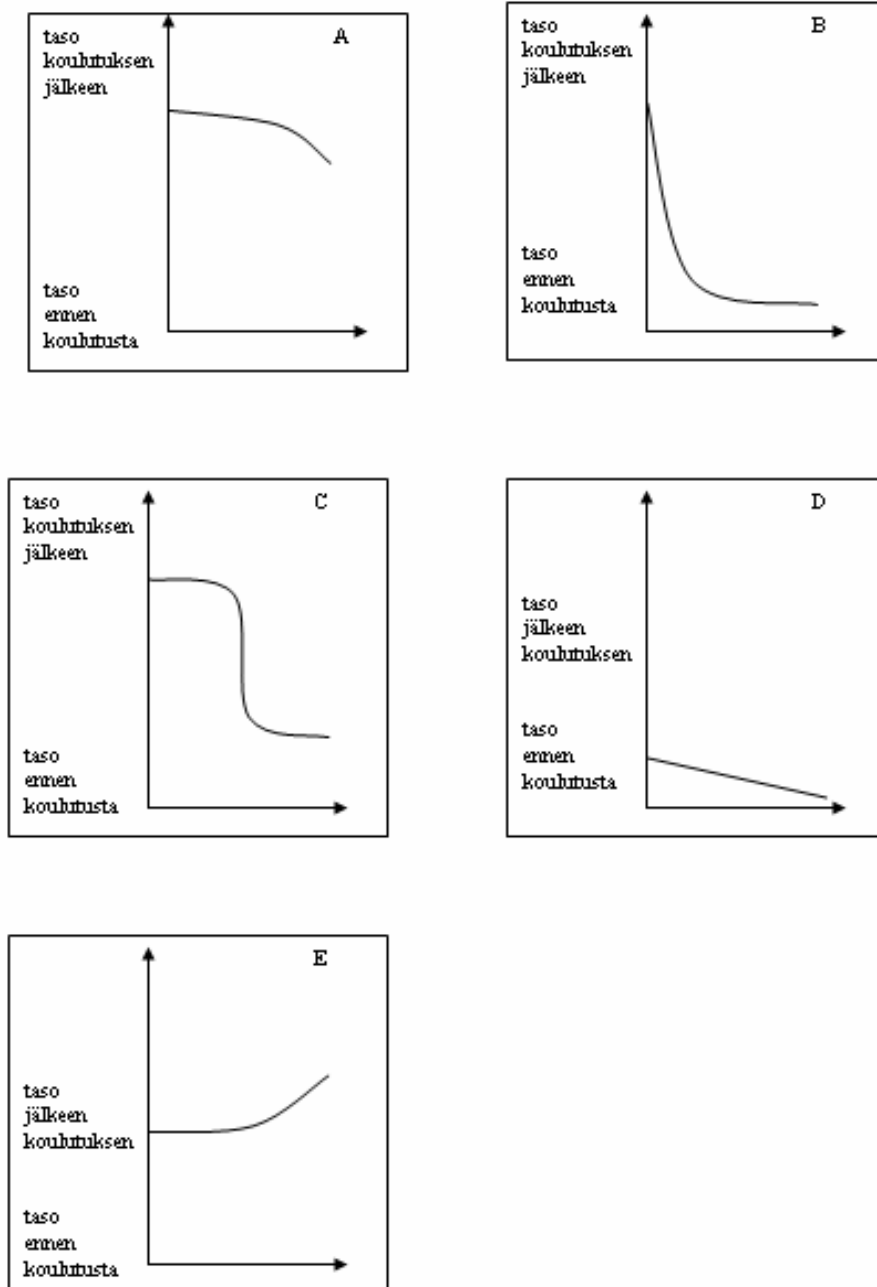 A
taso
koulutuksen
jälkeen
taso
ennen
koulutusta
B
taso
koulutuksen
jälkeen
taso
ennen
koulutusta
C
taso
koulutuksen
jälkeen
taso
ennen
koulutusta
D
taso
jälkeen
koulutuksen
taso
ennen
koulutusta
E
taso
jälkeen
koulutuksen
taso
ennen
koulutusta